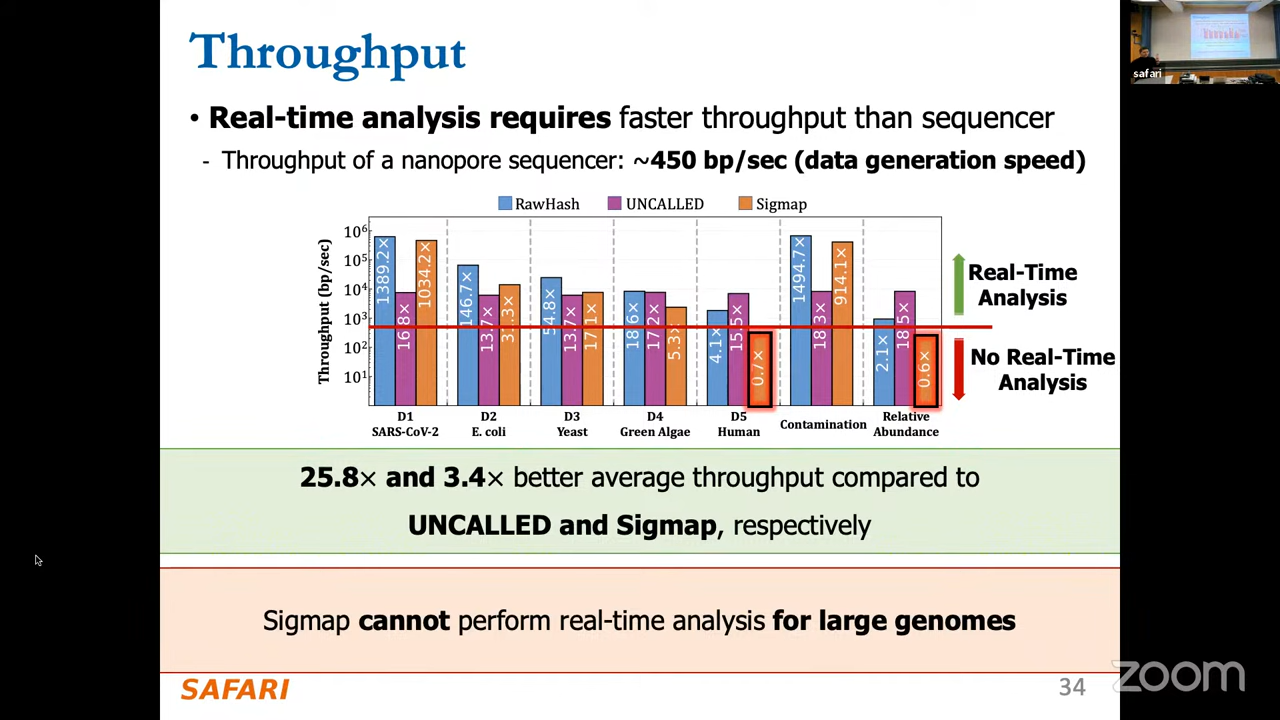 Throughput
safari
• Real-time analysis requires faster throughput than sequencer
- Throughput of a nanopore sequencer: ~450 bp/sec (data generation speed)
RawHash UNCALLED Sigmap
Throughput (bp/sec)
10⁶
10⁵
10⁴
10³
10²
10¹
1389.2× 16.8× 1034.2×
146.7× 13.7× 31.3×
54.8× 13.7× 17.1×
18.6× 17.2× 5.3×
4.1× 15.5× 0.7×
1494.7× 18.3× 914.1×
2.1× 18.5× 0.6×
D1
SARS-CoV-2
D2
E. coli
D3
Yeast
D4
Green Algae
D5
Human
Contamination
Relative
Abundance
Real-Time
Analysis
No Real-Time
Analysis
25.8× and 3.4× better average throughput compared to
UNCALLED and Sigmap, respectively
Sigmap cannot perform real-time analysis for large genomes
SAFARI
34
zoom